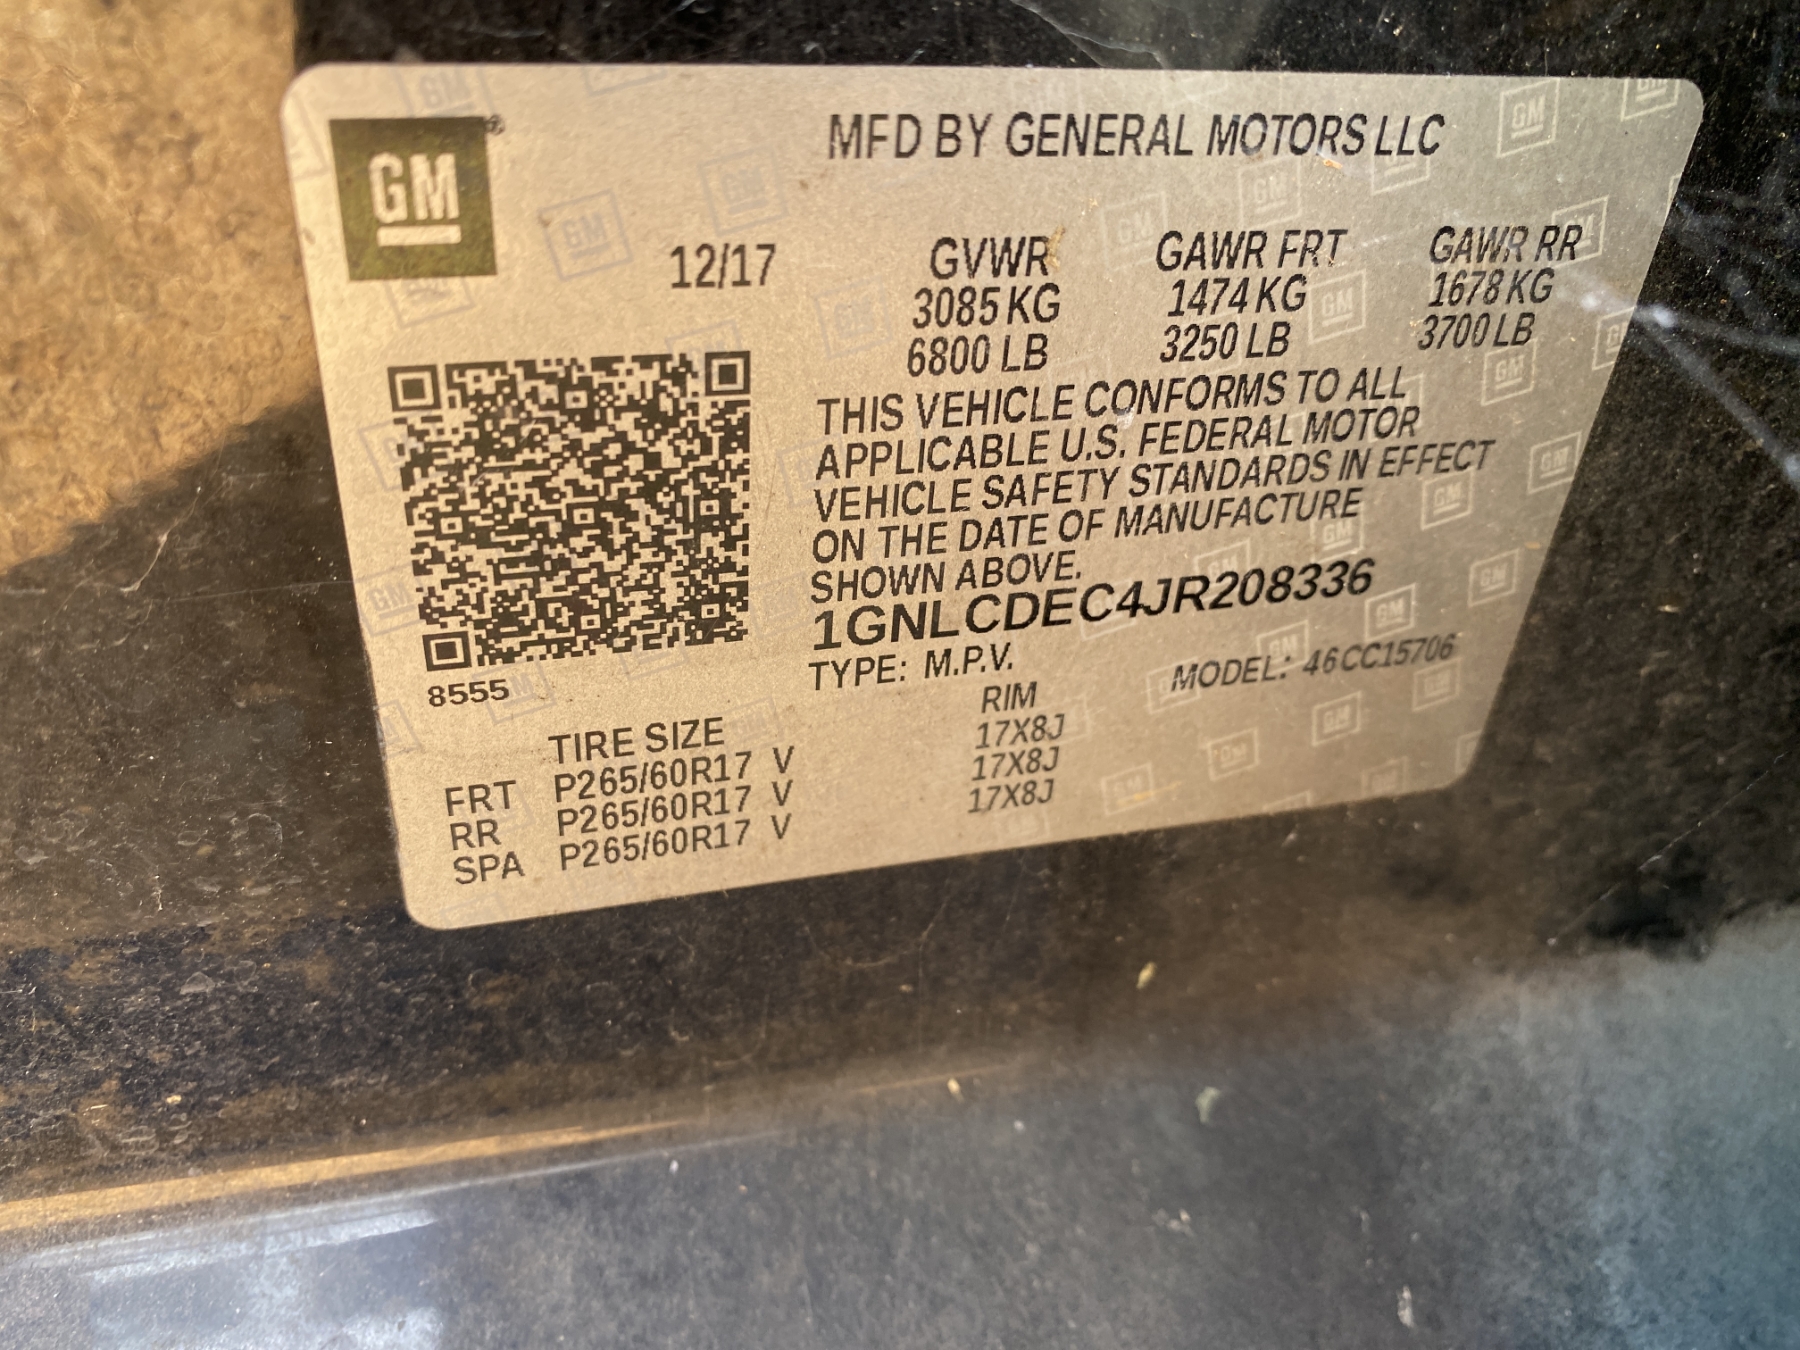 GM ®
MFD BY GENERAL MOTORS LLC
12/17
GVWR GAWR FRT GAWR RR
3085 KG 1474 KG 1678 KG
6800 LB 3250 LB 3700 LB
THIS VEHICLE CONFORMS TO ALL
APPLICABLE U.S. FEDERAL MOTOR
VEHICLE SAFETY STANDARDS IN EFFECT
ON THE DATE OF MANUFACTURE
SHOWN ABOVE.
1GNLCDEC4JR208336
TYPE: M.P.V. MODEL: 46CC15706
8555
TIRE SIZE RIM
FRT P265/60R17 V 17X8J
RR P265/60R17 V 17X8J
SPA P265/60R17 V 17X8J